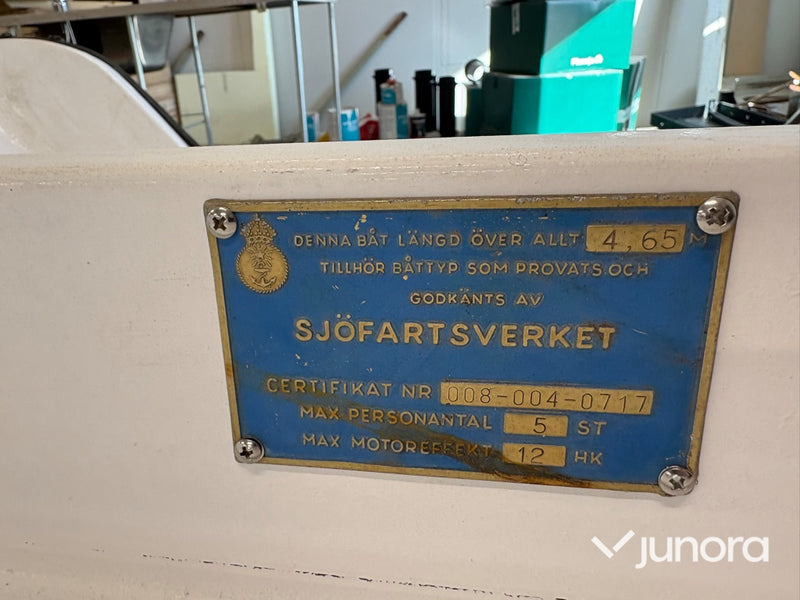 DENNA BÅT LÄNGD ÖVER ALLT 4,65 M
TILLHÖR BÅTTYP SOM PROVATS OCH
GODKÄNTS AV
SJÖFARTSVERKET
CERTIFIKAT NR 008-004-0717
MAX PERSONANTAL 5 ST
MAX MOTOREFFEKT 12 HK
junora